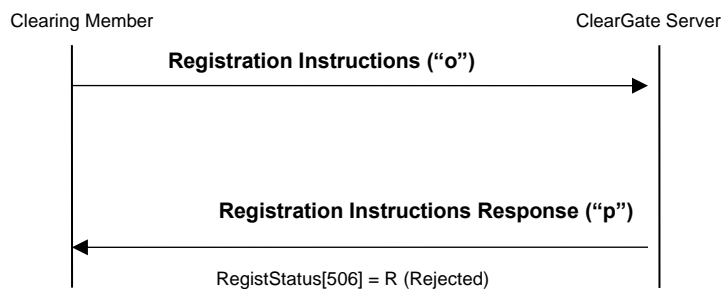 Clearing Member
ClearGate Server
Registration Instructions (“o”)
Registration Instructions Response (“p”)
RegistStatus[506] = R (Rejected)